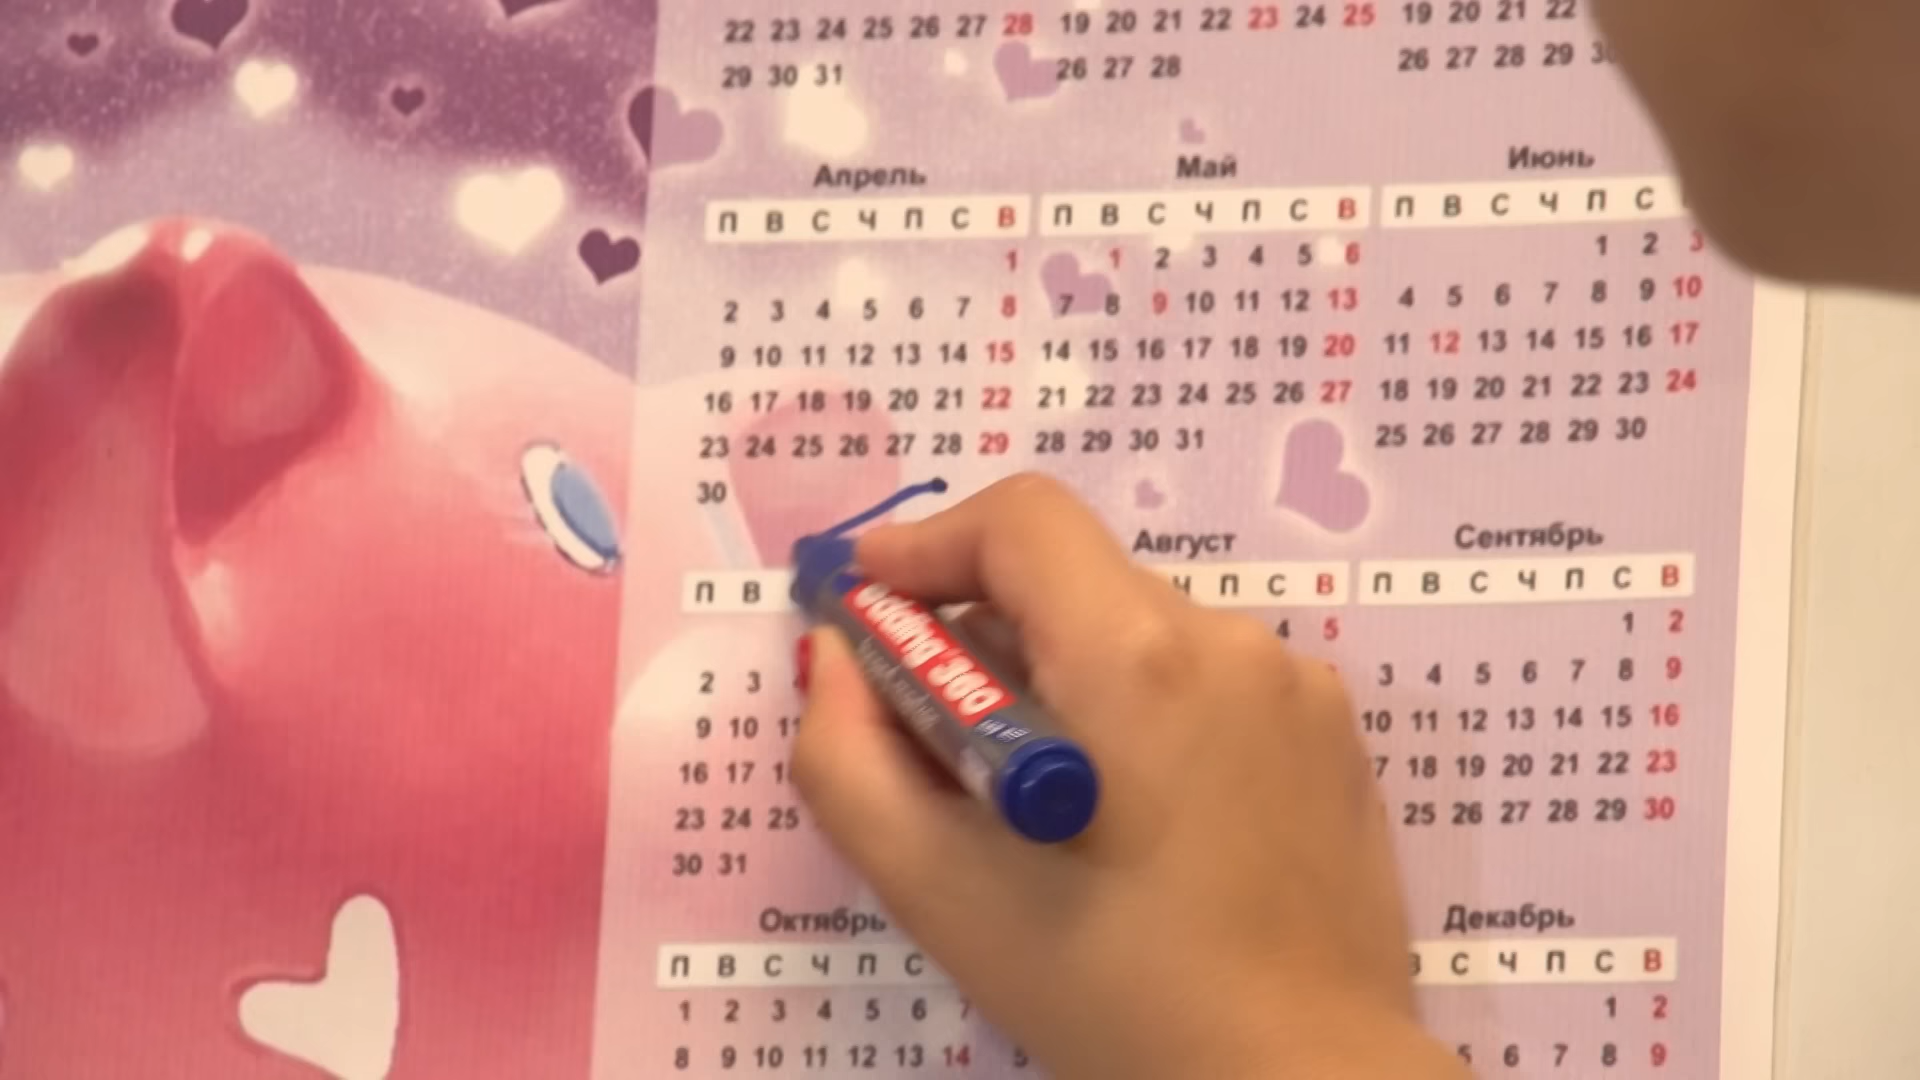 22 23 24 25 26 27 28 19 20 21 22 23 24 25 19 20 21 22
29 30 31 26 27 28 26 27 28 29
Апрель Май Июнь
П В С Ч П С В П В С Ч П С В П В С Ч П С
1 1 2 3 4 5 6 1 2 3
2 3 4 5 6 7 8 7 8 9 10 11 12 13 4 5 6 7 8 9 10
9 10 11 12 13 14 15 14 15 16 17 18 19 20 11 12 13 14 15 16 17
16 17 18 19 20 21 22 21 22 23 24 25 26 27 18 19 20 21 22 23 24
23 24 25 26 27 28 29 28 29 30 31 25 26 27 28 29 30
30
Август Сентябрь
П В Ч П С В П В С Ч П С В
4 5 1 2
2 3 3 4 5 6 7 8 9
9 10 11 10 11 12 13 14 15 16
16 17 18 19 20 21 22 23
23 24 25 25 26 27 28 29 30
30 31
Октябрь Декабрь
П В С Ч П С С Ч П С В
1 2 3 4 5 6 7 1 2
8 9 10 11 12 13 14 5 5 6 7 8 9